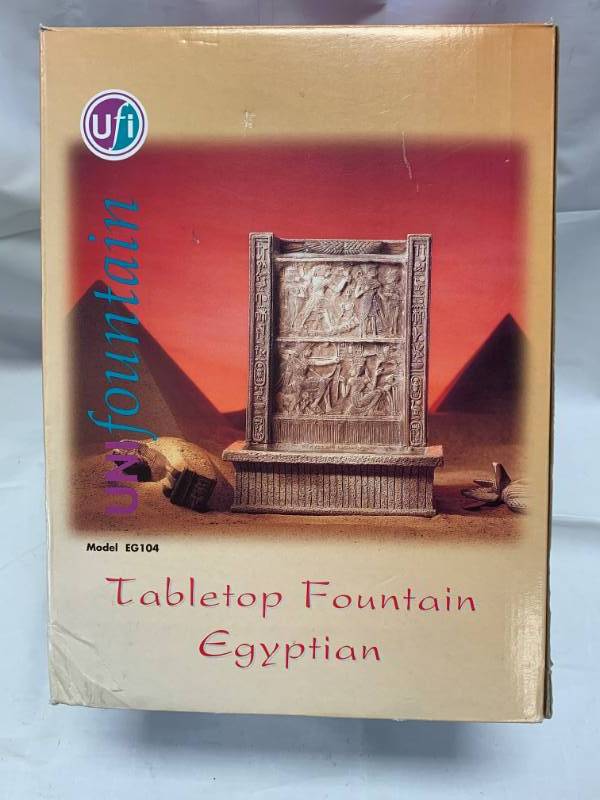 Ufi
UNIfountain
Model EG104
Tabletop Fountain
Egyptian